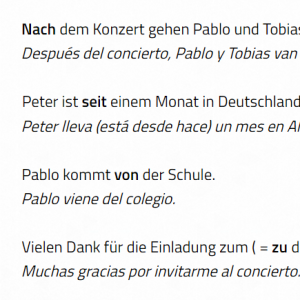 Nach dem Konzert gehen Pablo und Tobias
Después del concierto, Pablo y Tobias van
Peter ist seit einem Monat in Deutschland
Peter lleva (está desde hace) un mes en
Pablo kommt von der Schule.
Pablo viene del colegio.
Vielen Dank für die Einladung zum ( = zu
Muchas gracias por invitarme al concierto.